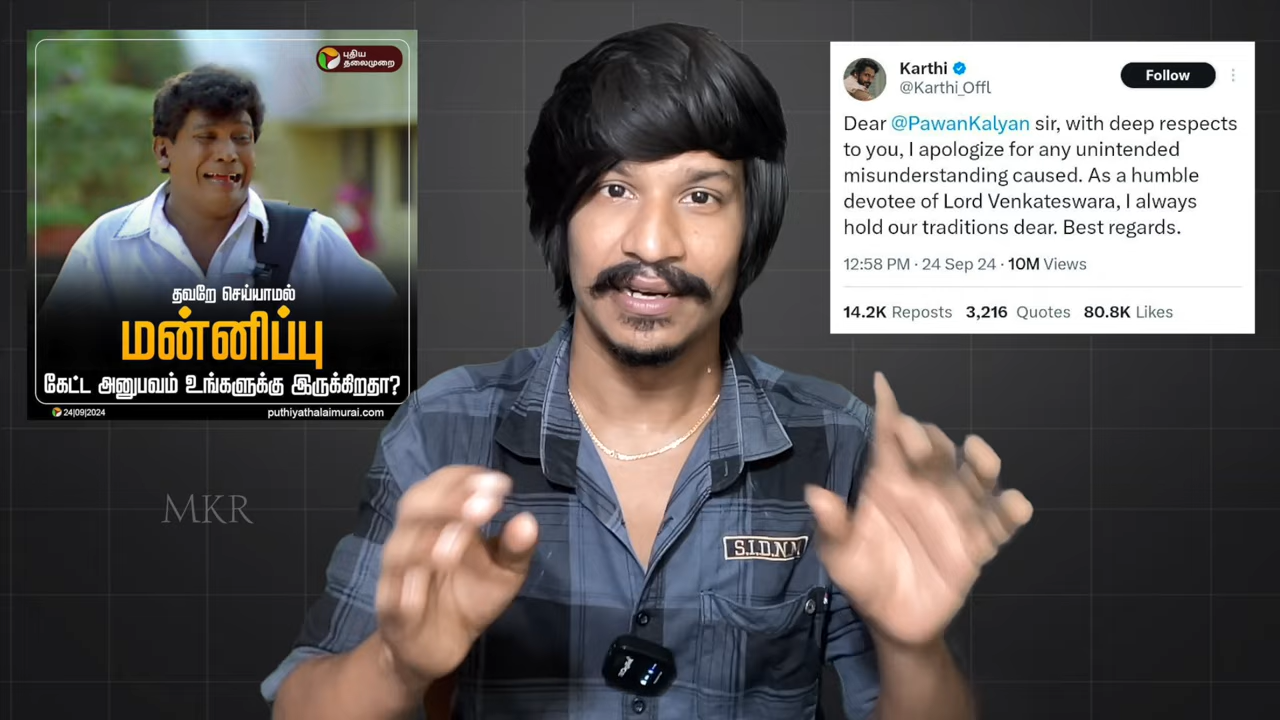 புதிய
தலைமுறை
தவறே செய்யாமல்
மன்னிப்பு
கேட்ட அனுபவம் உங்களுக்கு இருக்கிறதா?
24|09|2024
puthiyathalaimurai.com
MKR
Karthi
@Karthi_Offl
Follow
Dear @PawanKalyan sir, with deep respects
to you, I apologize for any unintended
misunderstanding caused. As a humble
devotee of Lord Venkateswara, I always
hold our traditions dear. Best regards.
12:58 PM · 24 Sep 24 · 10M Views
14.2K Reposts 3,216 Quotes 80.8K Likes